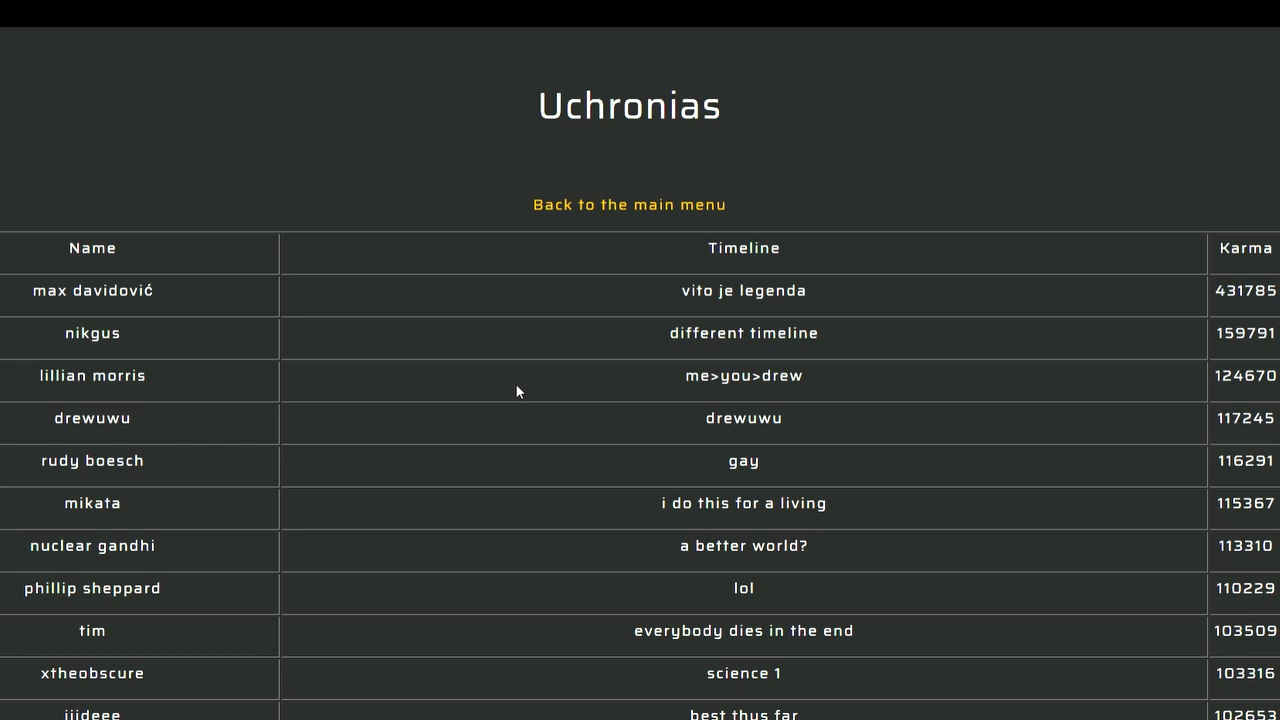 Uchronias
Back to the main menu
Name Timeline Karma
max davidović vito je legenda 431785
nikgus different timeline 159791
lillian morris me>you>drew 124670
drewuwu drewuwu 117245
rudy boesch gay 116291
mikata i do this for a living 115367
nuclear gandhi a better world? 113310
phillip sheppard lol 110229
tim everybody dies in the end 103509
xtheobscure science 1 103316
best thus far 102653